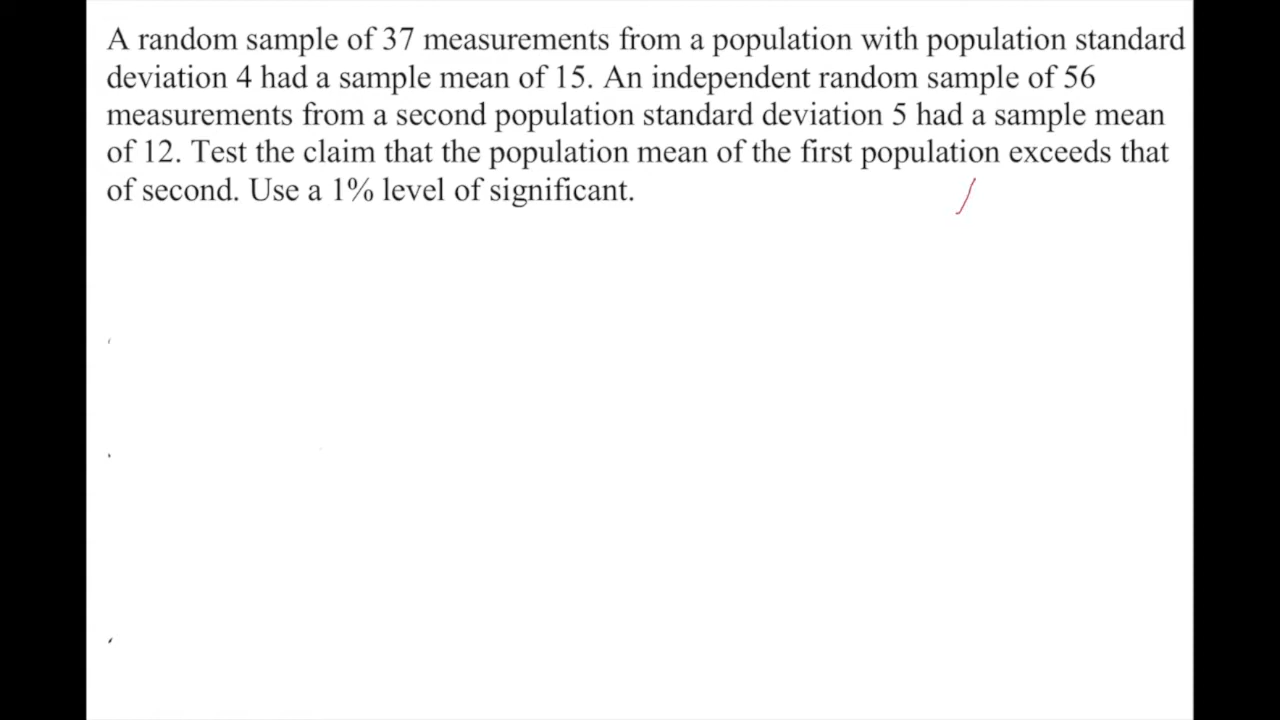 A random sample of 37 measurements from a population with population standard
deviation 4 had a sample mean of 15. An independent random sample of 56
measurements from a second population standard deviation 5 had a sample mean
of 12. Test the claim that the population mean of the first population exceeds that
of second. Use a 1% level of significant.